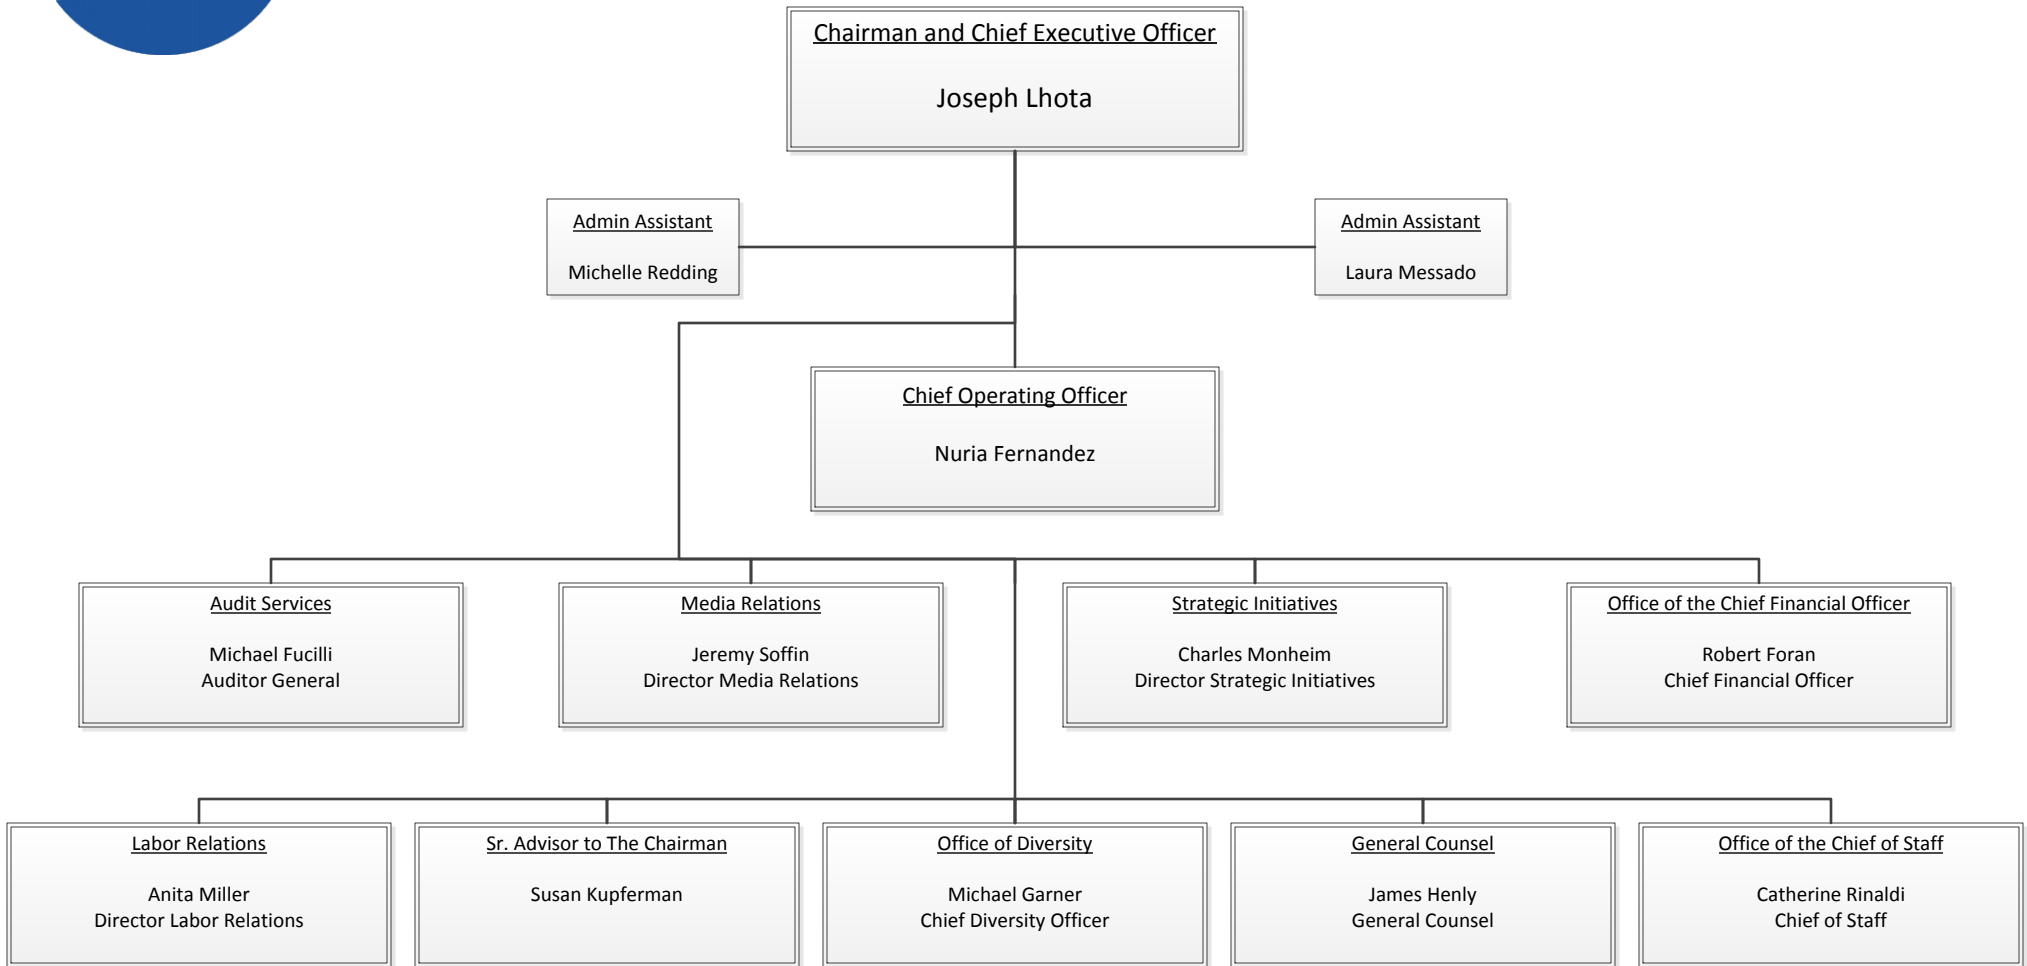 Chairman and Chief Executive Officer
Joseph Lhota
Admin Assistant
Michelle Redding
Admin Assistant
Laura Messado
Chief Operating Officer
Nuria Fernandez
Audit Services
Michael Fucilli
Auditor General
Media Relations
Jeremy Soffin
Director Media Relations
Strategic Initiatives
Charles Monheim
Director Strategic Initiatives
Office of the Chief Financial Officer
Robert Foran
Chief Financial Officer
Labor Relations
Anita Miller
Director Labor Relations
Sr. Advisor to The Chairman
Susan Kupferman
Office of Diversity
Michael Garner
Chief Diversity Officer
General Counsel
James Henly
General Counsel
Office of the Chief of Staff
Catherine Rinaldi
Chief of Staff